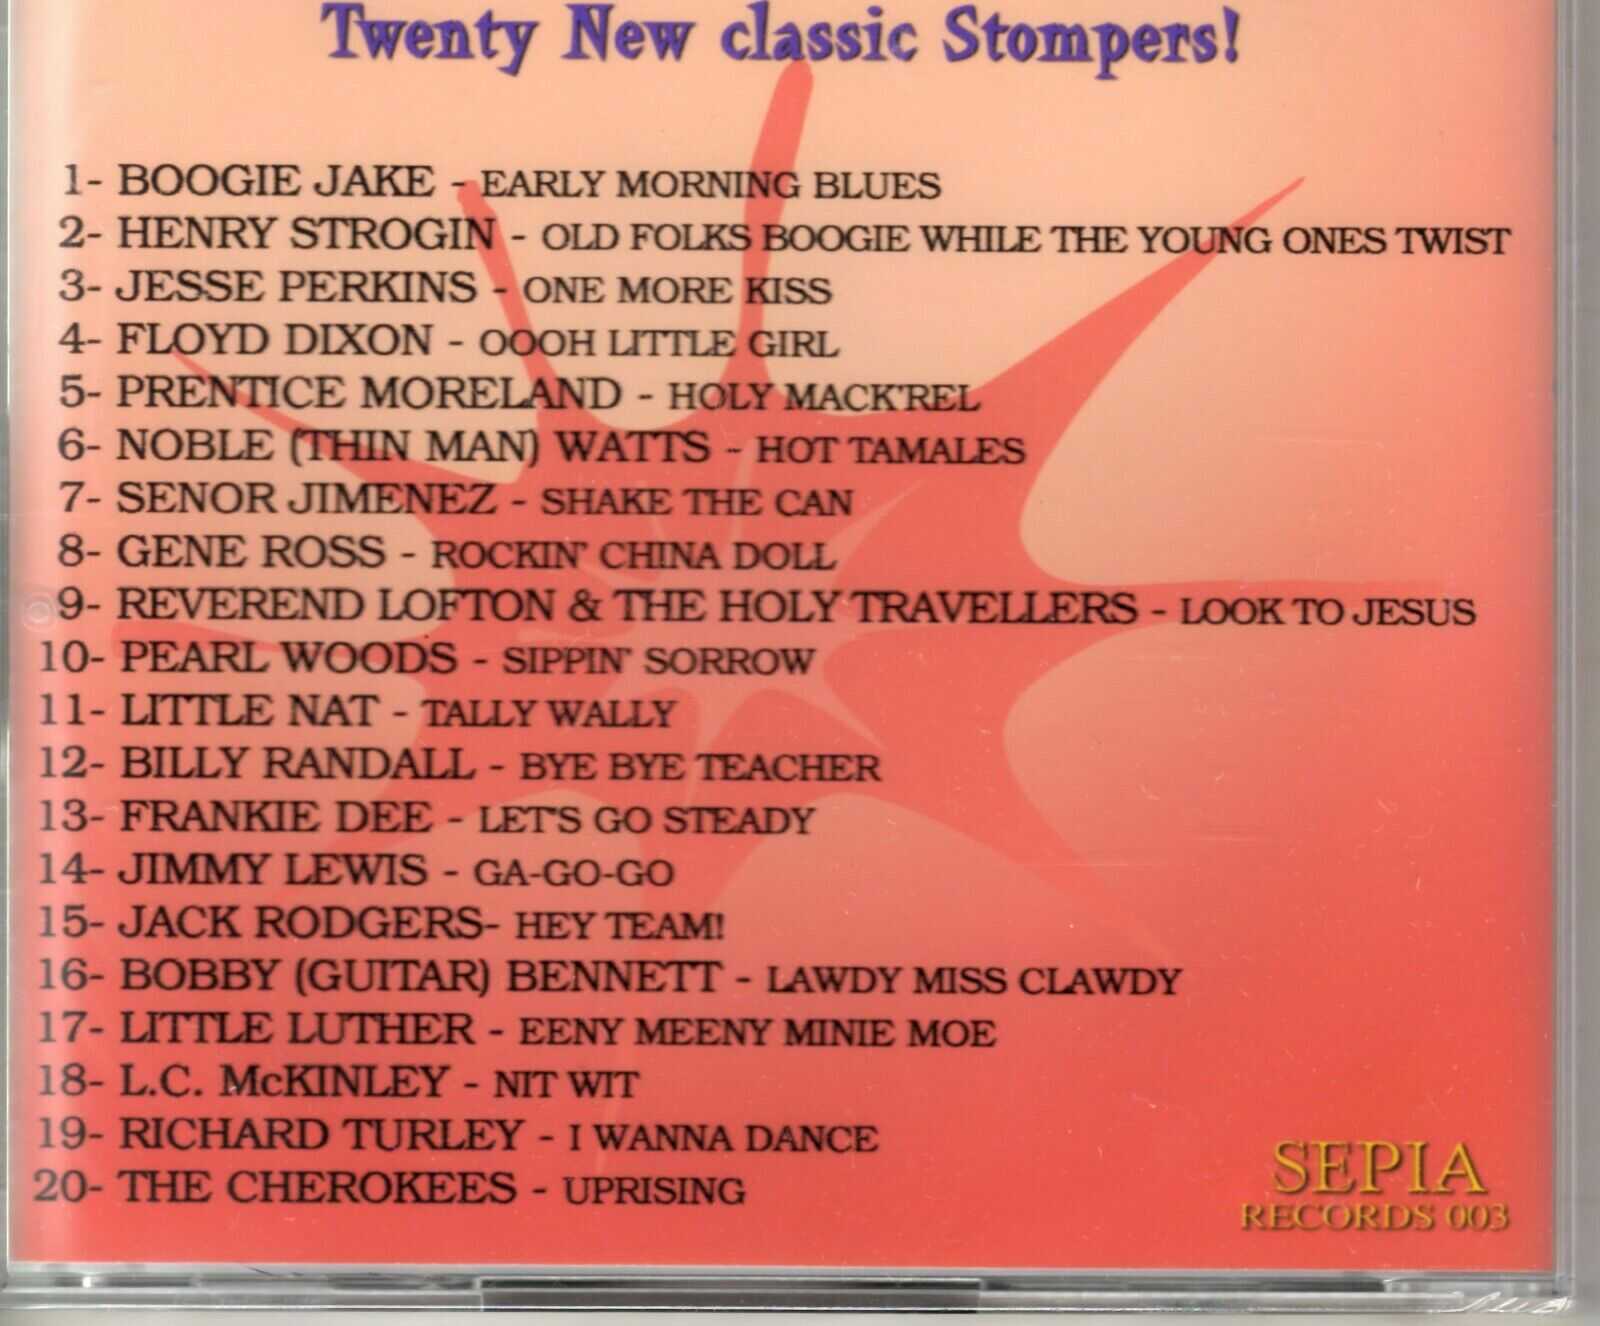 Twenty New classic Stompers!
1- BOOGIE JAKE - EARLY MORNING BLUES
2- HENRY STROGIN - OLD FOLKS BOOGIE WHILE THE YOUNG ONES TWIST
3- JESSE PERKINS - ONE MORE KISS
4- FLOYD DIXON - OOOH LITTLE GIRL
5- PRENTICE MORELAND - HOLY MACK'REL
6- NOBLE (THIN MAN) WATTS - HOT TAMALES
7- SENOR JIMENEZ - SHAKE THE CAN
8- GENE ROSS - ROCKIN' CHINA DOLL
9- REVEREND LOFTON & THE HOLY TRAVELLERS - LOOK TO JESUS
10- PEARL WOODS - SIPPIN' SORROW
11- LITTLE NAT - TALLY WALLY
12- BILLY RANDALL - BYE BYE TEACHER
13- FRANKIE DEE - LET'S GO STEADY
14- JIMMY LEWIS - GA-GO-GO
15- JACK RODGERS- HEY TEAM!
16- BOBBY (GUITAR) BENNETT - LAWDY MISS CLAWDY
17- LITTLE LUTHER - EENY MEENY MINIE MOE
18- L.C. McKINLEY - NIT WIT
19- RICHARD TURLEY - I WANNA DANCE
20- THE CHEROKEES - UPRISING
SEPIA
RECORDS 003